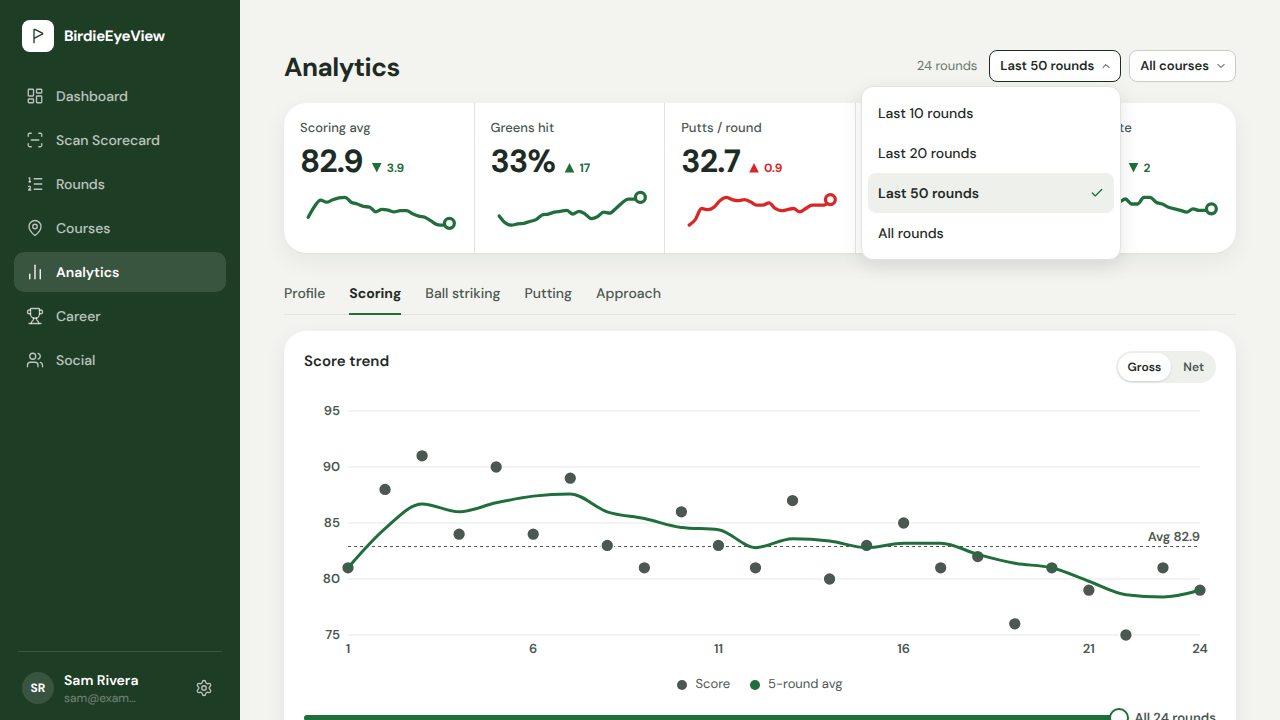 BirdieEyeView
Dashboard
Scan Scorecard
Rounds
Courses
Analytics
Career
Social
SR
Sam Rivera
sam@exam...
Analytics
24 rounds
Last 50 rounds
All courses
Last 10 rounds
Last 20 rounds
Last 50 rounds
All rounds
Scoring avg
82.9 ▼ 3.9
Greens hit
33% ▲ 17
Putts / round
32.7 ▲ 0.9
▼ 2
Profile
Scoring
Ball striking
Putting
Approach
Score trend
Gross
Net
95
90
85
80
75
Avg 82.9
1
6
11
16
21
24
Score
5-round avg
All 24 rounds